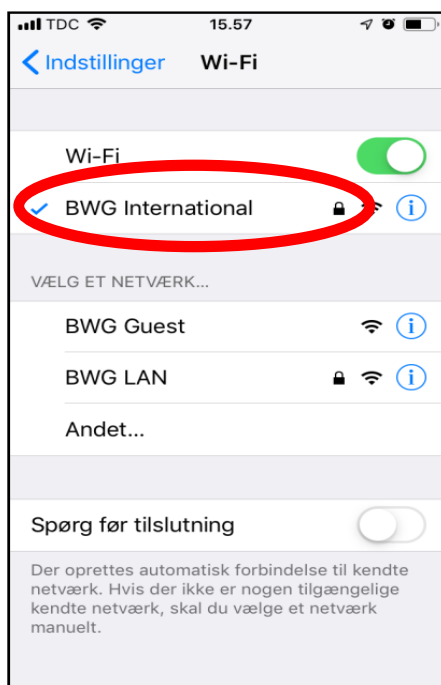 TDC 15.57
Indstillinger Wi-Fi
Wi-Fi
BWG International
VÆLG ET NETVÆRK...
BWG Guest
BWG LAN
Andet...
Spørg før tilslutning
Der oprettes automatisk forbindelse til kendte
netværk. Hvis der ikke er nogen tilgængelige
kendte netværk, skal du vælge et netværk
manuelt.